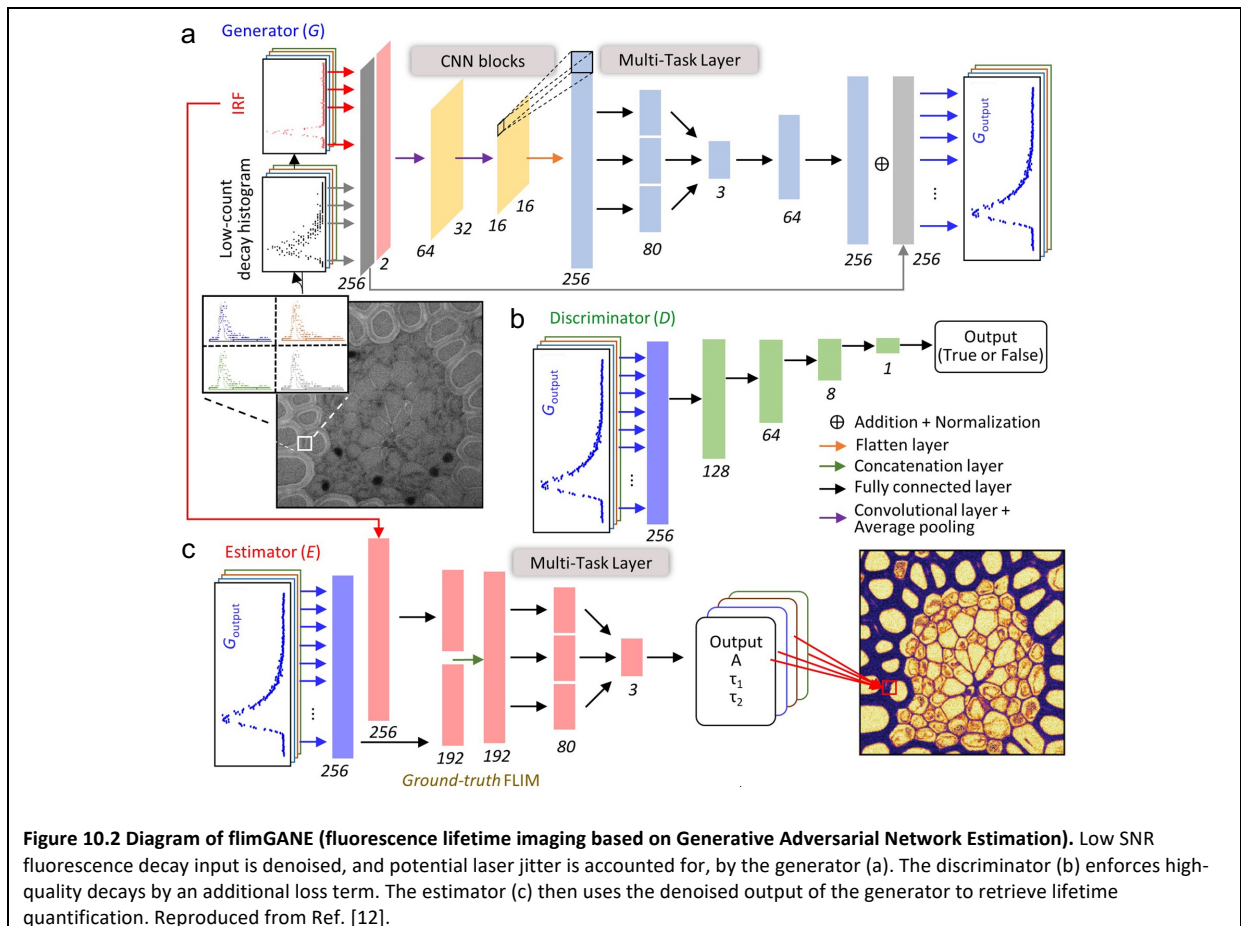 a
Generator (G)
CNN blocks
Multi-Task Layer
IRF
Low-count
decay histogram
256
2
64
32
16
16
256
80
3
64
256
256
G output
⊕
b
Discriminator (D)
G output
256
128
64
8
1
Output
(True or False)
⊕ Addition + Normalization
Flatten layer
Concatenation layer
Fully connected layer
Convolutional layer +
Average pooling
c
Estimator (E)
Multi-Task Layer
G output
256
256
192
192
80
3
Ground-truth FLIM
Output
A
τ1
τ2
Figure 10.2 Diagram of flimGANE (fluorescence lifetime imaging based on Generative Adversarial Network Estimation). Low SNR
fluorescence decay input is denoised, and potential laser jitter is accounted for, by the generator (a). The discriminator (b) enforces high-
quality decays by an additional loss term. The estimator (c) then uses the denoised output of the generator to retrieve lifetime
quantification. Reproduced from Ref. [12].